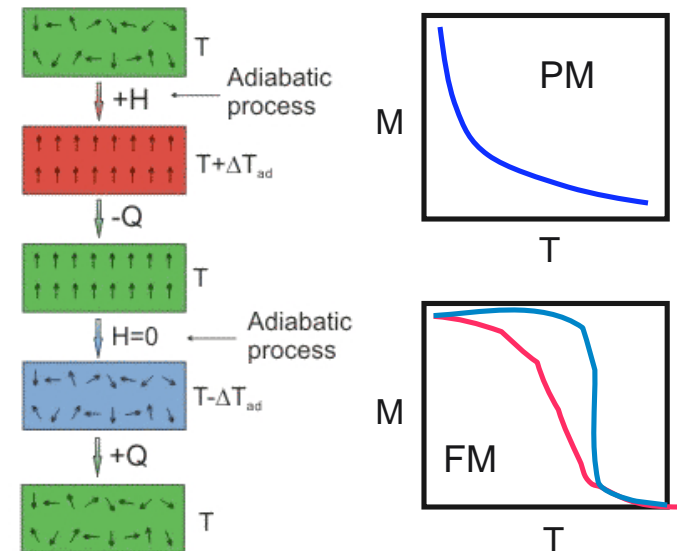 T
+H
Adiabatic
process
T+ΔTad
-Q
T
H=0
Adiabatic
process
T-ΔTad
+Q
T
PM
M
T
M
FM
T